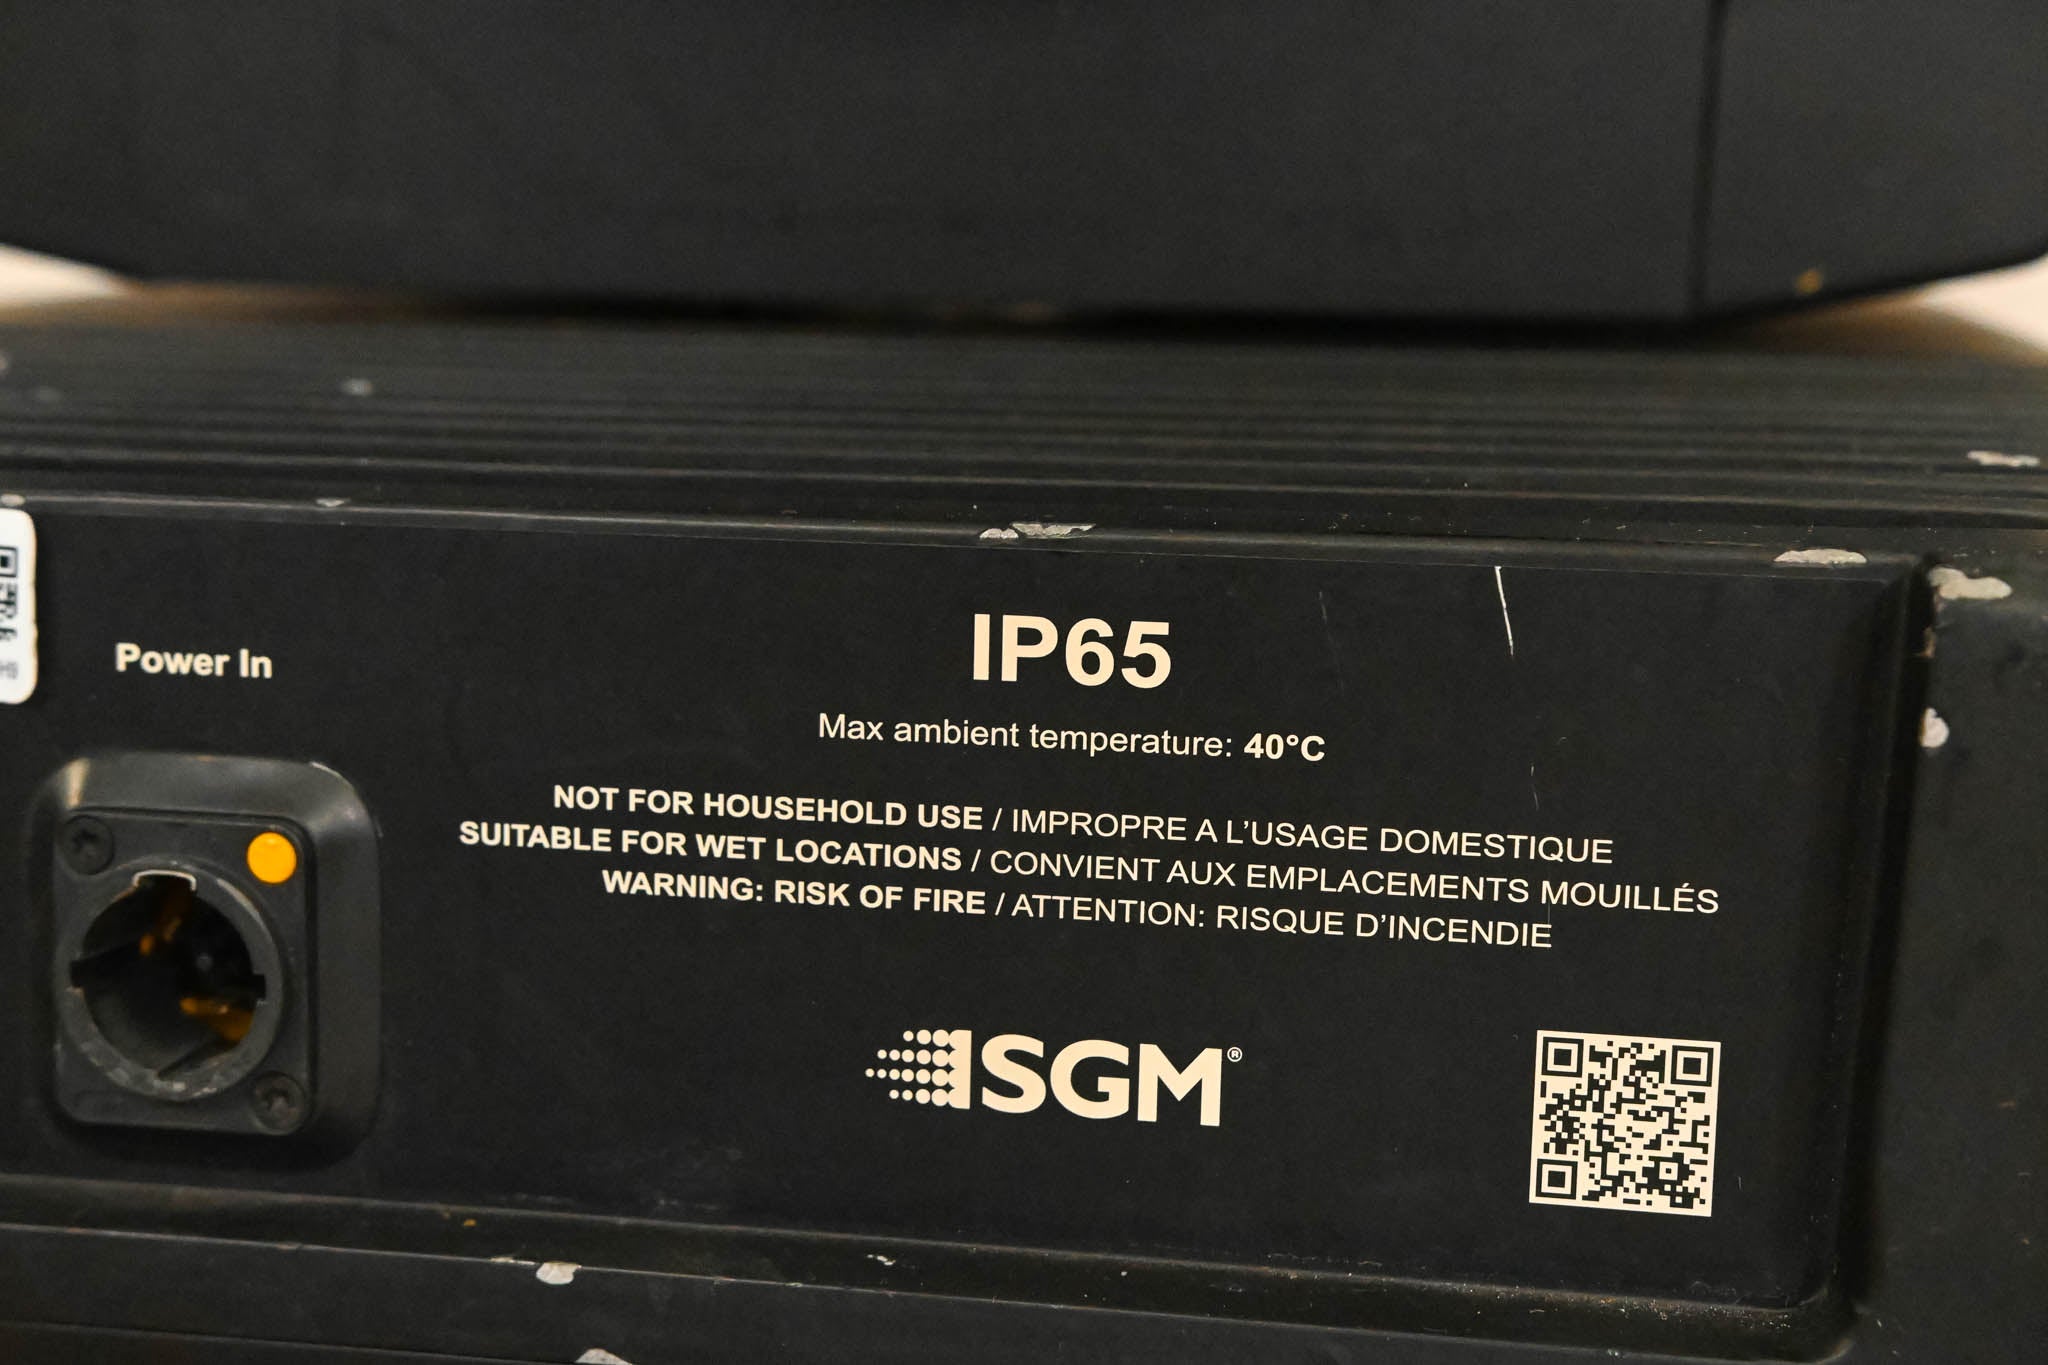 Power In
IP65
Max ambient temperature: 40°C
NOT FOR HOUSEHOLD USE / IMPROPRE A L'USAGE DOMESTIQUE
SUITABLE FOR WET LOCATIONS / CONVIENT AUX EMPLACEMENTS MOUILLÉS
WARNING: RISK OF FIRE / ATTENTION: RISQUE D'INCENDIE
SGM®